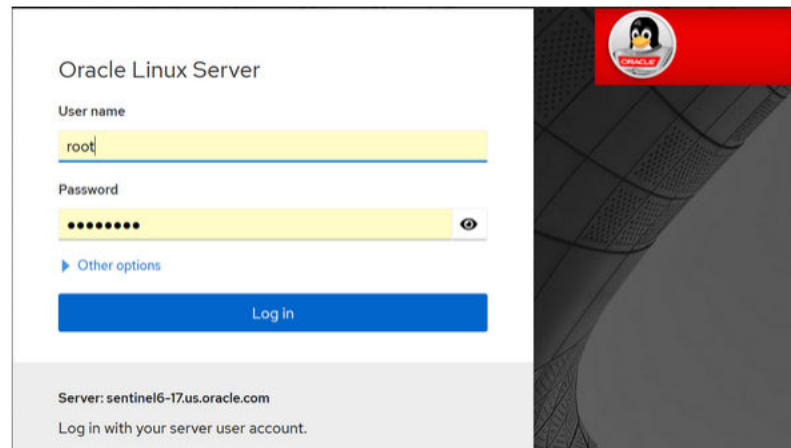 Oracle Linux Server
User name
root
Password
Other options
Log in
Server: sentinel6-17.us.oracle.com
Log in with your server user account.
ORACLE